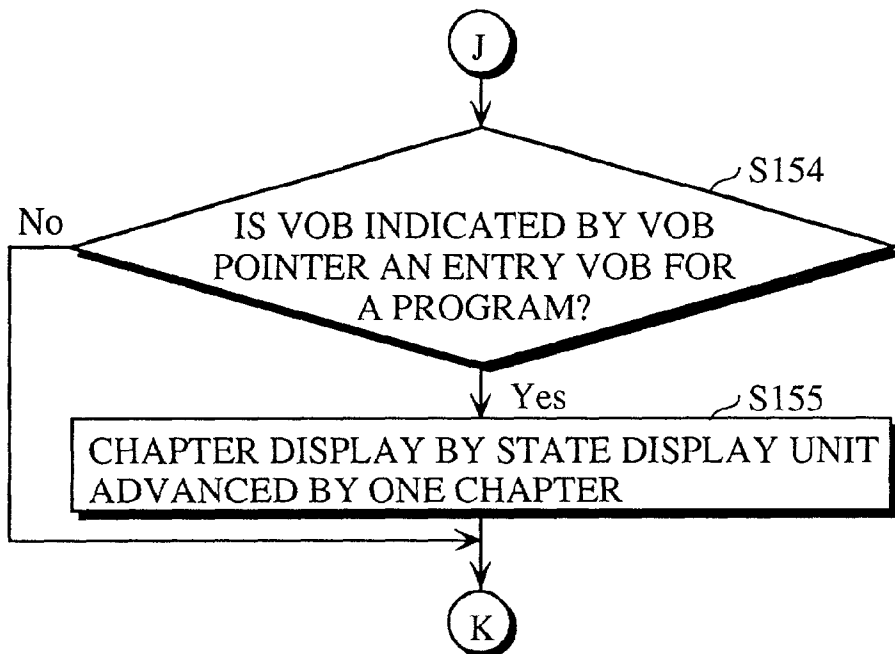 J
S154
No
IS VOB INDICATED BY VOB
POINTER AN ENTRY VOB FOR
A PROGRAM?
Yes
S155
CHAPTER DISPLAY BY STATE DISPLAY UNIT
ADVANCED BY ONE CHAPTER
K